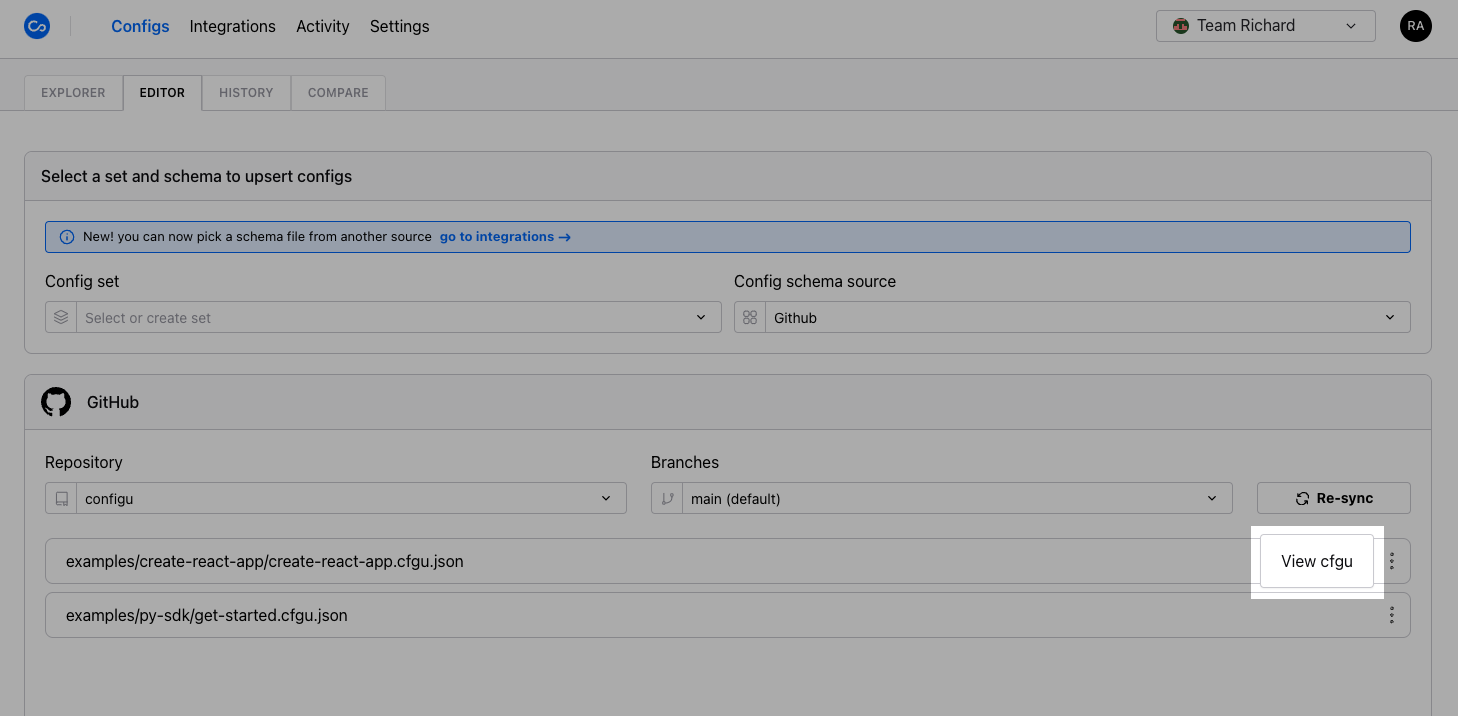 Configs Integrations Activity Settings Team Richard RA
EXPLORER EDITOR HISTORY COMPARE
Select a set and schema to upsert configs
New! you can now pick a schema file from another source go to integrations →
Config set Config schema source
Select or create set Github
GitHub
Repository Branches
configu main (default) Re-sync
examples/create-react-app/create-react-app.cfgu.json View cfgu
examples/py-sdk/get-started.cfgu.json